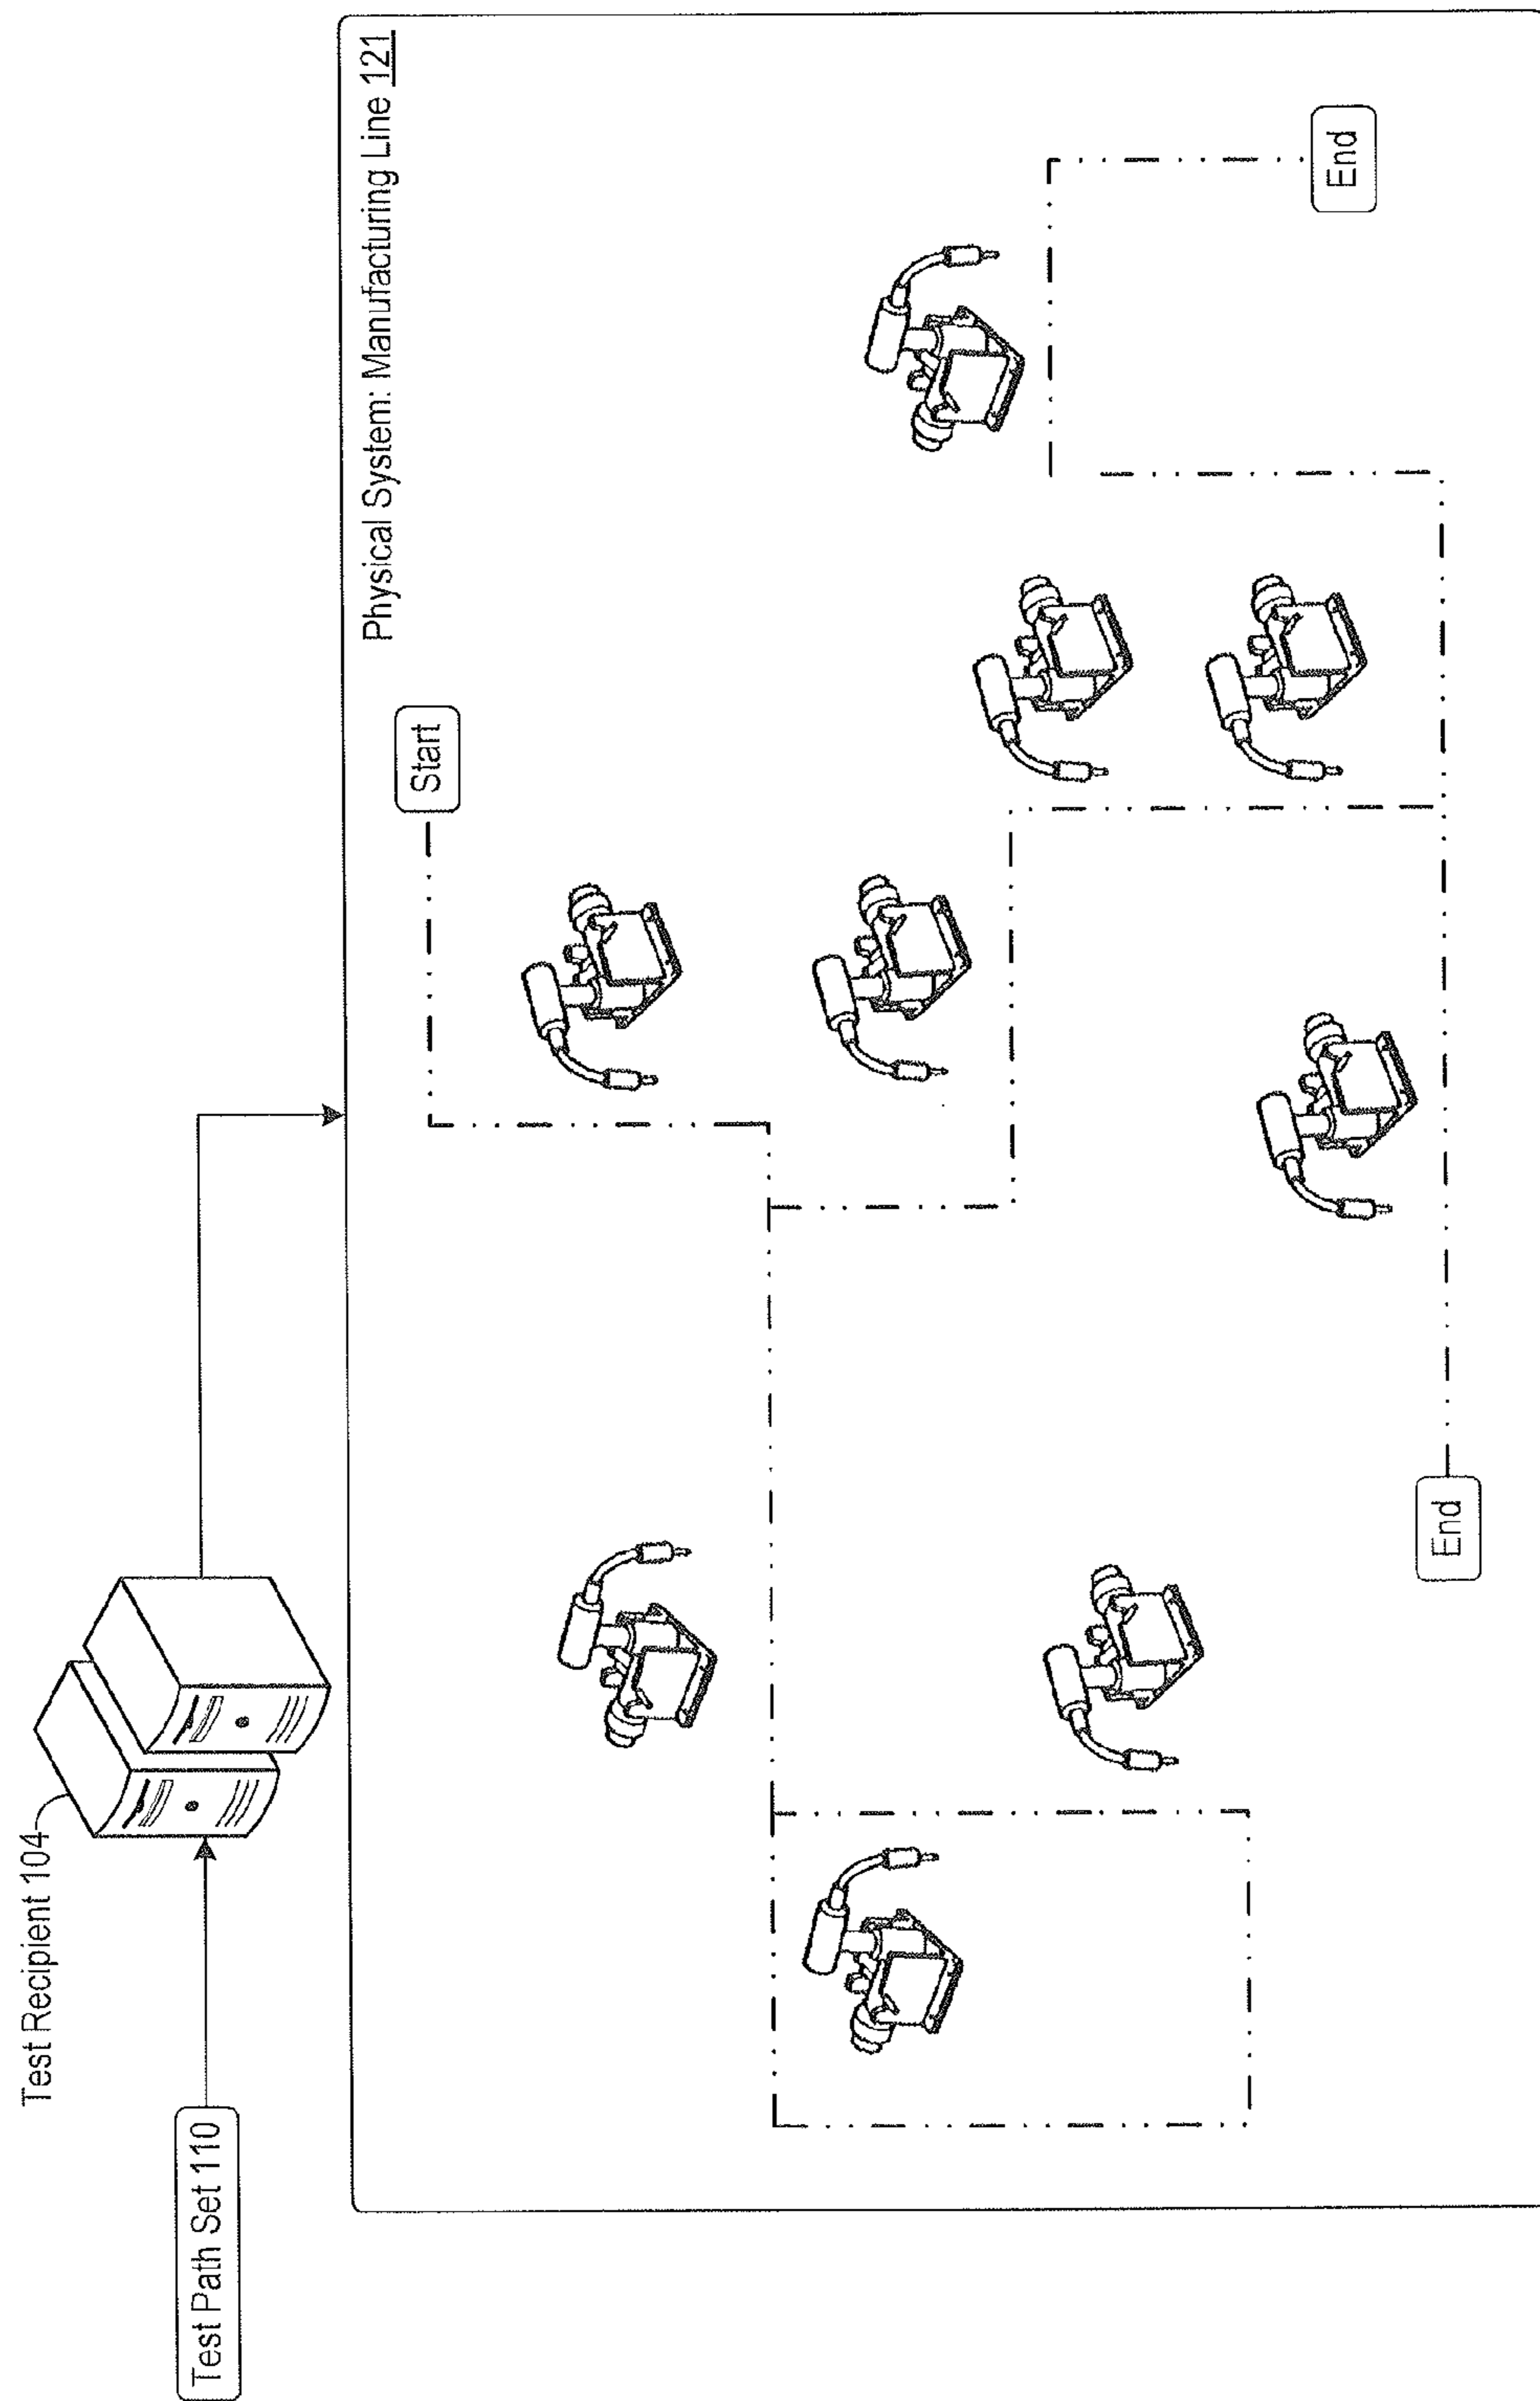 Test Recipient 104
Test Path Set 110
Physical System: Manufacturing Line 121
Start
End
End